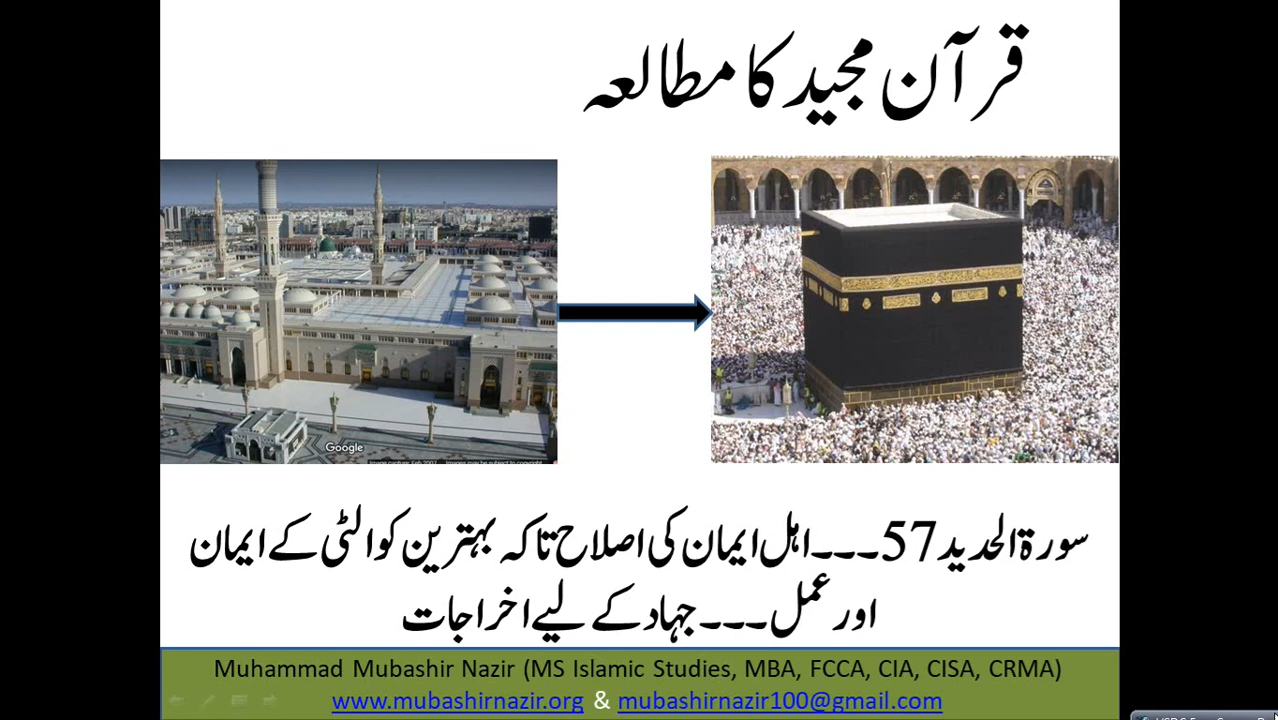 قرآن مجید کا مطالعہ
Google
سورۃ الحدید 57۔۔۔اہل ایمان کی اصلاح تاکہ بہترین کوالٹی کے ایمان
اور عمل۔۔۔جہاد کے لیے اخراجات
Muhammad Mubashir Nazir (MS Islamic Studies, MBA, FCCA, CIA, CISA, CRMA)
www.mubashirnazir.org & mubashirnazir100@gmail.com